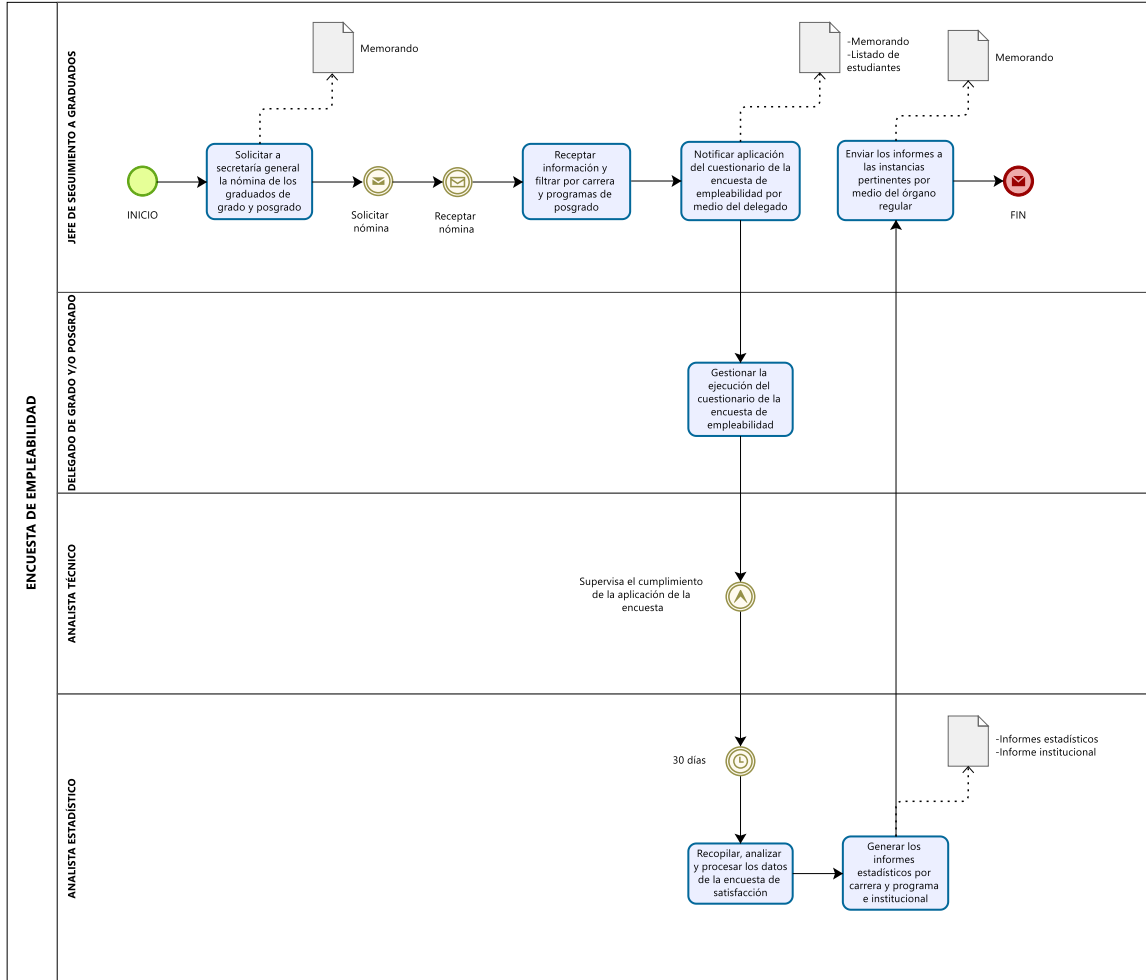 ENCUESTA DE EMPLEABILIDAD
JEFE DE SEGUIMIENTO A GRADUADOS
Memorando
-Memorando
-Listado de
estudiantes
Memorando
INICIO
Solicitar a
secretaría general
la nómina de los
graduados de
grado y posgrado
Solicitar
nómina
Receptar
nómina
Receptar
información y
filtrar por carrera
y programas de
posgrado
Notificar aplicación
del cuestionario de la
encuesta de
empleabilidad por
medio del delegado
Enviar los informes a
las instancias
pertinentes por
medio del órgano
regular
FIN
DELEGADO DE GRADO Y/O POSGRADO
Gestionar la
ejecución del
cuestionario de la
encuesta de
empleabilidad
ANALISTA TÉCNICO
Supervisa el cumplimiento
de la aplicación de la
encuesta
ANALISTA ESTADÍSTICO
30 días
-Informes estadísticos
-Informe institucional
Recopilar, analizar
y procesar los datos
de la encuesta de
satisfacción
Generar los
informes
estadísticos por
carrera y programa
e institucional